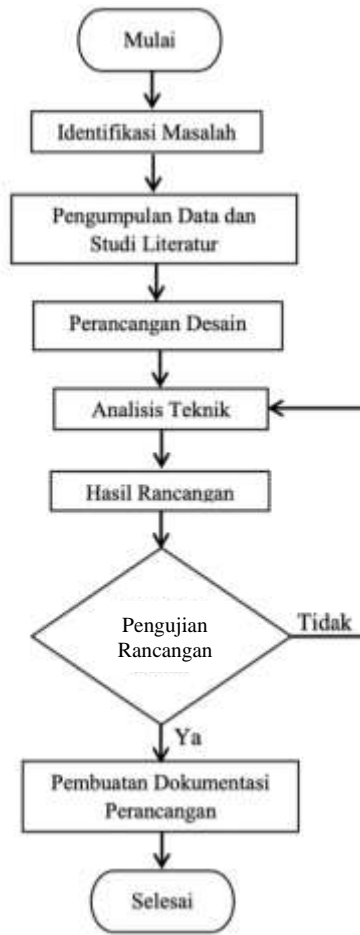 Mulai
Identifikasi Masalah
Pengumpulan Data dan
Studi Literatur
Perancangan Desain
Analisis Teknik
Hasil Rancangan
Pengujian
Rancangan
Tidak
Ya
Pembuatan Dokumentasi
Perancangan
Selesai